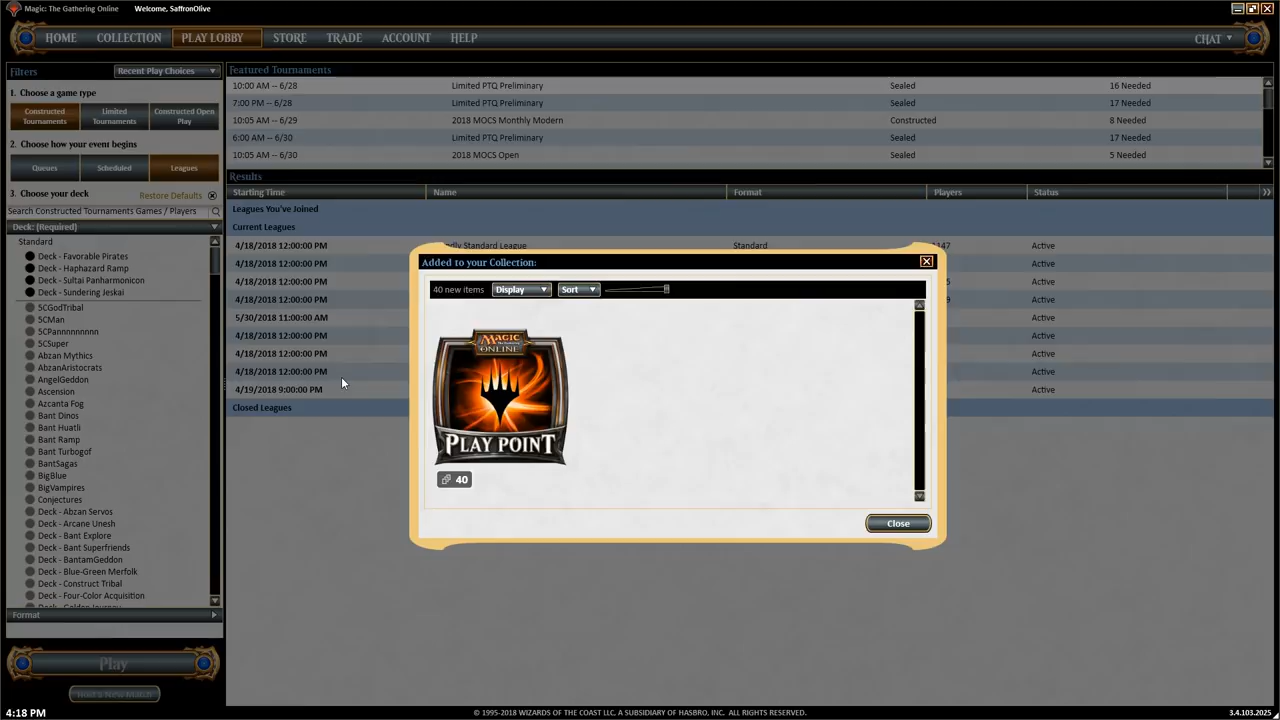 Magic: The Gathering Online Welcome, SaffronOlive
HOME COLLECTION PLAY LOBBY STORE TRADE ACCOUNT HELP CHAT
Filters Recent Play Choices
1. Choose a game type
Constructed Tournaments
Limited Tournaments
Constructed Open Play
2. Choose how your event begins
Queues Scheduled Leagues
3. Choose your deck Restore Defaults
Search Constructed Tournaments Games / Players
Deck: [Required]
Standard
Deck - Favorable Pirates
Deck - Haphazard Ramp
Deck - Sultai Panharmonicon
Deck - Sundering Jeskai
5CGodTribal
5CMan
5CPannnnnnnnn
5CSuper
Abzan Mythics
AbzanAristocrats
AngelGeddon
Ascension
Azcanta Fog
Bant Dinos
Bant Huatli
Bant Ramp
Bant Turbogof
BantSagas
BigBlue
BigVampires
Conjectures
Deck - Abzan Servos
Deck - Arcane Unesh
Deck - Bant Explore
Deck - Bant Superfriends
Deck - BantamGeddon
Deck - Blue-Green Merfolk
Deck - Construct Tribal
Deck - Four-Color Acquisition
Format
Play
Host a New Match
4:18 PM
Featured Tournaments
10:00 AM -- 6/28 Limited PTQ Preliminary Sealed 16 Needed
7:00 PM -- 6/28 Limited PTQ Preliminary Sealed 17 Needed
10:05 AM -- 6/29 2018 MOCS Monthly Modern Constructed 8 Needed
6:00 AM -- 6/30 Limited PTQ Preliminary Sealed 17 Needed
10:05 AM -- 6/30 2018 MOCS Open Sealed 5 Needed
Results
Starting Time Name Format Players Status
Leagues You've Joined
Current Leagues
4/18/2018 12:00:00 PM Standard Active
4/18/2018 12:00:00 PM Active
4/18/2018 12:00:00 PM Active
4/18/2018 12:00:00 PM Active
5/30/2018 11:00:00 AM Active
4/18/2018 12:00:00 PM Active
4/18/2018 12:00:00 PM Active
4/18/2018 12:00:00 PM Active
4/19/2018 9:00:00 PM Active
Closed Leagues
Added to your Collection:
40 new items Display Sort
MAGIC
ONLINE
PLAY POINT
40
Close
© 1995-2018 WIZARDS OF THE COAST LLC, A SUBSIDIARY OF HASBRO, INC. ALL RIGHTS RESERVED. 3.4.103.2025